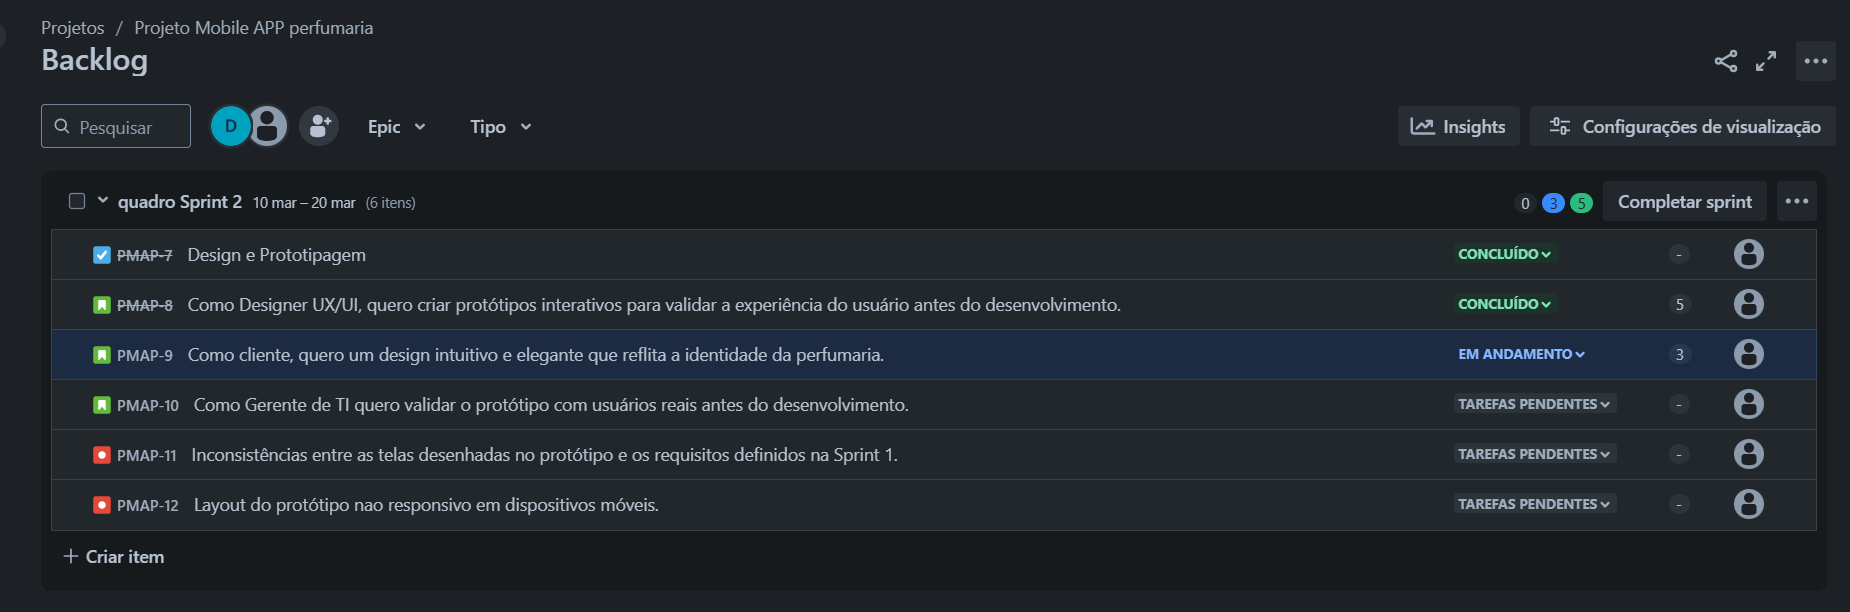 Projetos / Projeto Mobile APP perfumaria
Backlog
Pesquisar D Epic Tipo Insights Configurações de visualização
quadro Sprint 2 10 mar – 20 mar (6 itens) 0 3 5 Completar sprint
PMAP-7 Design e Prototipagem CONCLUÍDO -
PMAP-8 Como Designer UX/UI, quero criar protótipos interativos para validar a experiência do usuário antes do desenvolvimento. CONCLUÍDO 5
PMAP-9 Como cliente, quero um design intuitivo e elegante que reflita a identidade da perfumaria. EM ANDAMENTO 3
PMAP-10 Como Gerente de TI quero validar o protótipo com usuários reais antes do desenvolvimento. TAREFAS PENDENTES -
PMAP-11 Inconsistências entre as telas desenhadas no protótipo e os requisitos definidos na Sprint 1. TAREFAS PENDENTES -
PMAP-12 Layout do protótipo nao responsivo em dispositivos móveis. TAREFAS PENDENTES -
+ Criar item